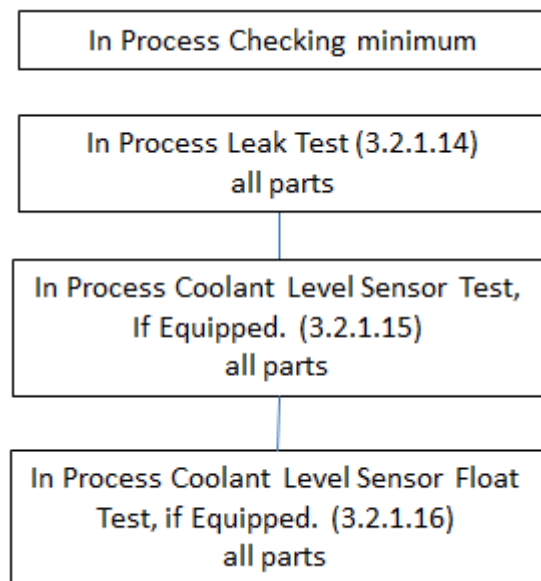 In Process Checking minimum
In Process Leak Test (3.2.1.14)
all parts
In Process Coolant Level Sensor Test,
If Equipped. (3.2.1.15)
all parts
In Process Coolant Level Sensor Float
Test, if Equipped. (3.2.1.16)
all parts